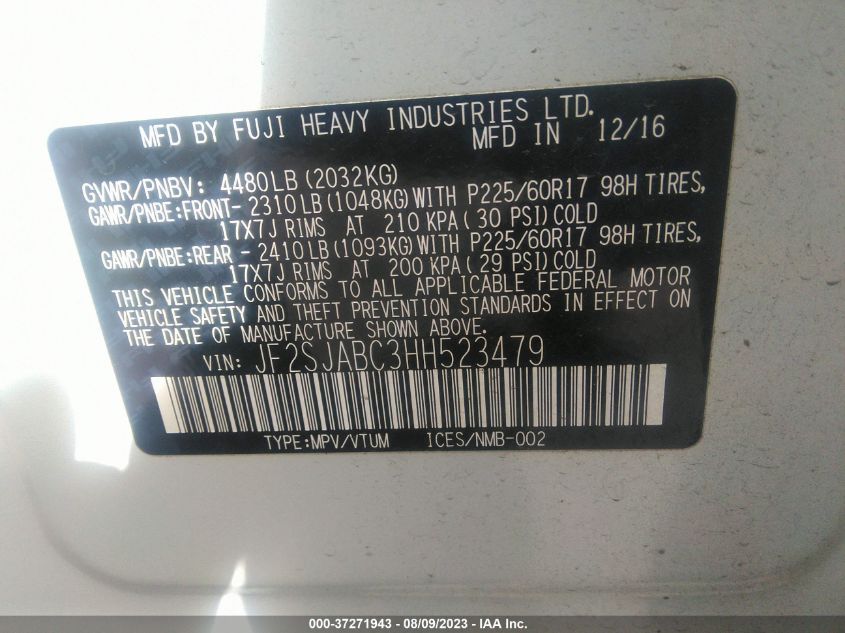 MFD BY FUJI HEAVY INDUSTRIES LTD.
MFD IN 12/16
GVWR/PNBV: 4480LB(2032KG)
GAWR/PNBE:FRONT- 2310LB(1048KG)WITH P225/60R17 98H TIRES,
17X7J RIMS AT 210 KPA(30 PSI)COLD
GAWR/PNBE:REAR - 2410LB(1093KG)WITH P225/60R17 98H TIRES,
17X7J RIMS AT 200 KPA(29 PSI)COLD
THIS VEHICLE CONFORMS TO ALL APPLICABLE FEDERAL MOTOR
VEHICLE SAFETY AND THEFT PREVENTION STANDARDS IN EFFECT ON
THE DATE OF MANUFACTURE SHOWN ABOVE.
VIN: JF2SJABC3HH523479
TYPE:MPV/VTUM ICES/NMB-002
000-37271943 - 08/09/2023 - IAA Inc.